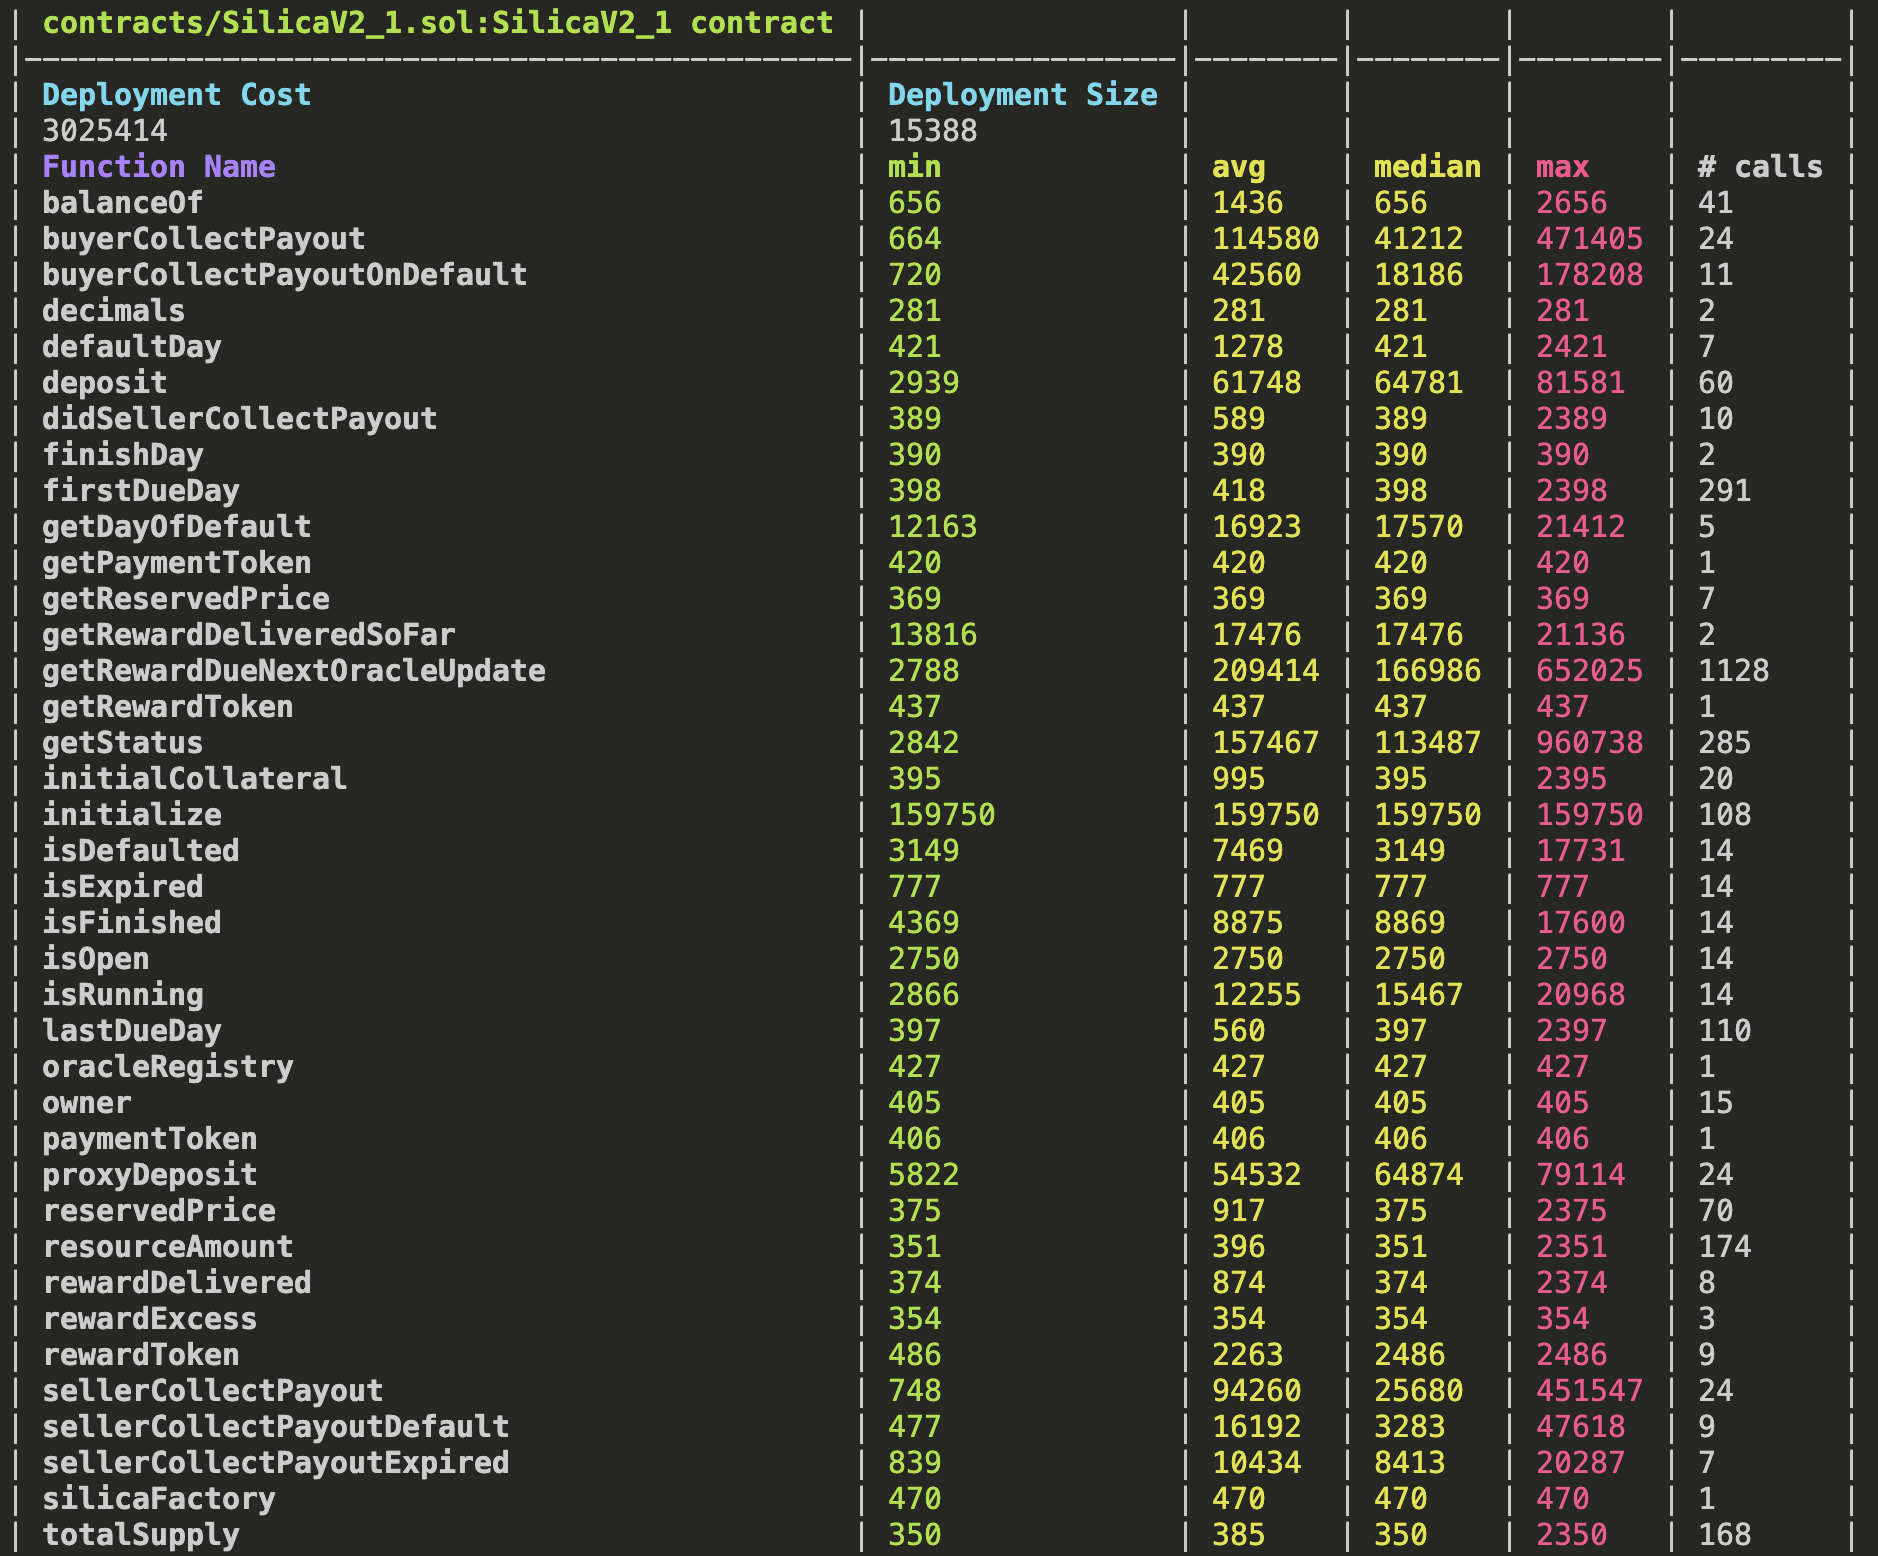 | contracts/SilicaV2_1.sol:SilicaV2_1 contract | | | | | |
|----------------------------------------------|-----------------|--------|--------|--------|---------|
| Deployment Cost | Deployment Size | | | | |
| 3025414 | 15388 | | | | |
| Function Name | min | avg | median | max | # calls |
| balanceOf | 656 | 1436 | 656 | 2656 | 41 |
| buyerCollectPayout | 664 | 114580 | 41212 | 471405 | 24 |
| buyerCollectPayoutOnDefault | 720 | 42560 | 18186 | 178208 | 11 |
| decimals | 281 | 281 | 281 | 281 | 2 |
| defaultDay | 421 | 1278 | 421 | 2421 | 7 |
| deposit | 2939 | 61748 | 64781 | 81581 | 60 |
| didSellerCollectPayout | 389 | 589 | 389 | 2389 | 10 |
| finishDay | 390 | 390 | 390 | 390 | 2 |
| firstDueDay | 398 | 418 | 398 | 2398 | 291 |
| getDayOfDefault | 12163 | 16923 | 17570 | 21412 | 5 |
| getPaymentToken | 420 | 420 | 420 | 420 | 1 |
| getReservedPrice | 369 | 369 | 369 | 369 | 7 |
| getRewardDeliveredSoFar | 13816 | 17476 | 17476 | 21136 | 2 |
| getRewardDueNextOracleUpdate | 2788 | 209414 | 166986 | 652025 | 1128 |
| getRewardToken | 437 | 437 | 437 | 437 | 1 |
| getStatus | 2842 | 157467 | 113487 | 960738 | 285 |
| initialCollateral | 395 | 995 | 395 | 2395 | 20 |
| initialize | 159750 | 159750 | 159750 | 159750 | 108 |
| isDefaulted | 3149 | 7469 | 3149 | 17731 | 14 |
| isExpired | 777 | 777 | 777 | 777 | 14 |
| isFinished | 4369 | 8875 | 8869 | 17600 | 14 |
| isOpen | 2750 | 2750 | 2750 | 2750 | 14 |
| isRunning | 2866 | 12255 | 15467 | 20968 | 14 |
| lastDueDay | 397 | 560 | 397 | 2397 | 110 |
| oracleRegistry | 427 | 427 | 427 | 427 | 1 |
| owner | 405 | 405 | 405 | 405 | 15 |
| paymentToken | 406 | 406 | 406 | 406 | 1 |
| proxyDeposit | 5822 | 54532 | 64874 | 79114 | 24 |
| reservedPrice | 375 | 917 | 375 | 2375 | 70 |
| resourceAmount | 351 | 396 | 351 | 2351 | 174 |
| rewardDelivered | 374 | 874 | 374 | 2374 | 8 |
| rewardExcess | 354 | 354 | 354 | 354 | 3 |
| rewardToken | 486 | 2263 | 2486 | 2486 | 9 |
| sellerCollectPayout | 748 | 94260 | 25680 | 451547 | 24 |
| sellerCollectPayoutDefault | 477 | 16192 | 3283 | 47618 | 9 |
| sellerCollectPayoutExpired | 839 | 10434 | 8413 | 20287 | 7 |
| silicaFactory | 470 | 470 | 470 | 470 | 1 |
| totalSupply | 350 | 385 | 350 | 2350 | 168 |